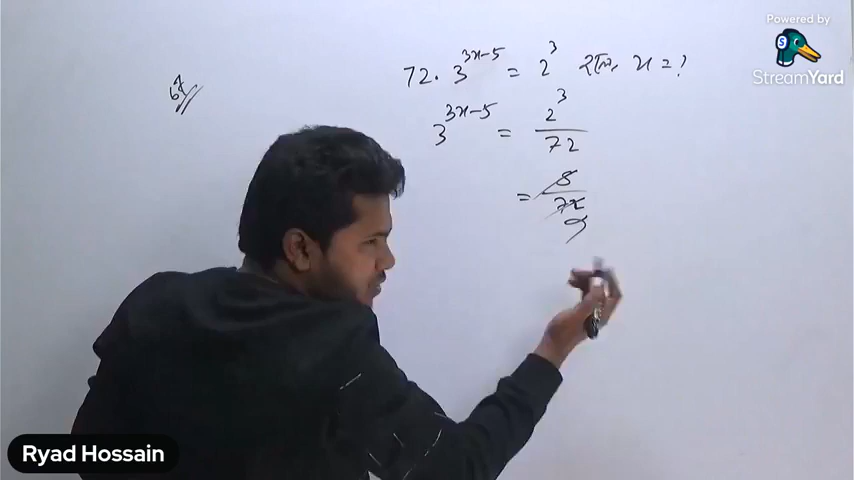 Powered by
StreamYard
72. 3^{3x-5} = 2^3 হলে, x = ?
3^{3x-5} = 2^3 / 72
= 8 / 72
9
Ryad Hossain